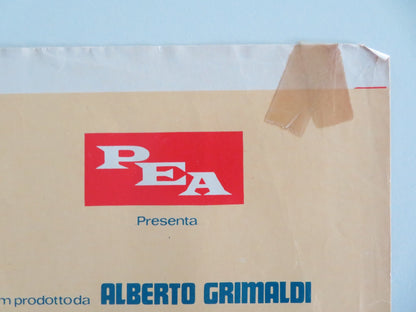 PEA
Presenta
m prodotto da ALBERTO GRIMALDI